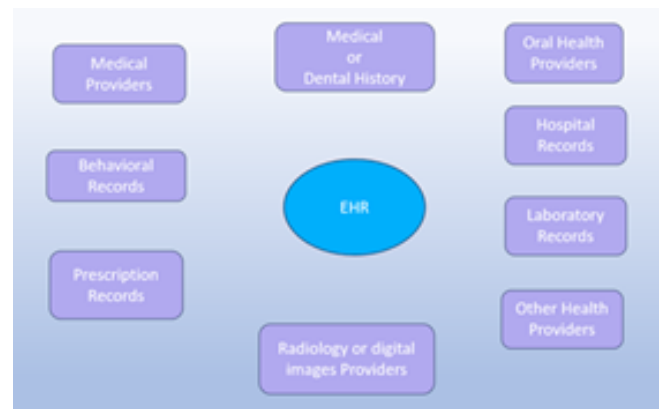 Medical
or
Dental History
Oral Health
Providers
Medical
Providers
Hospital
Records
Behavioral
Records
EHR
Laboratory
Records
Prescription
Records
Other Health
Providers
Radiology or digital
images Providers